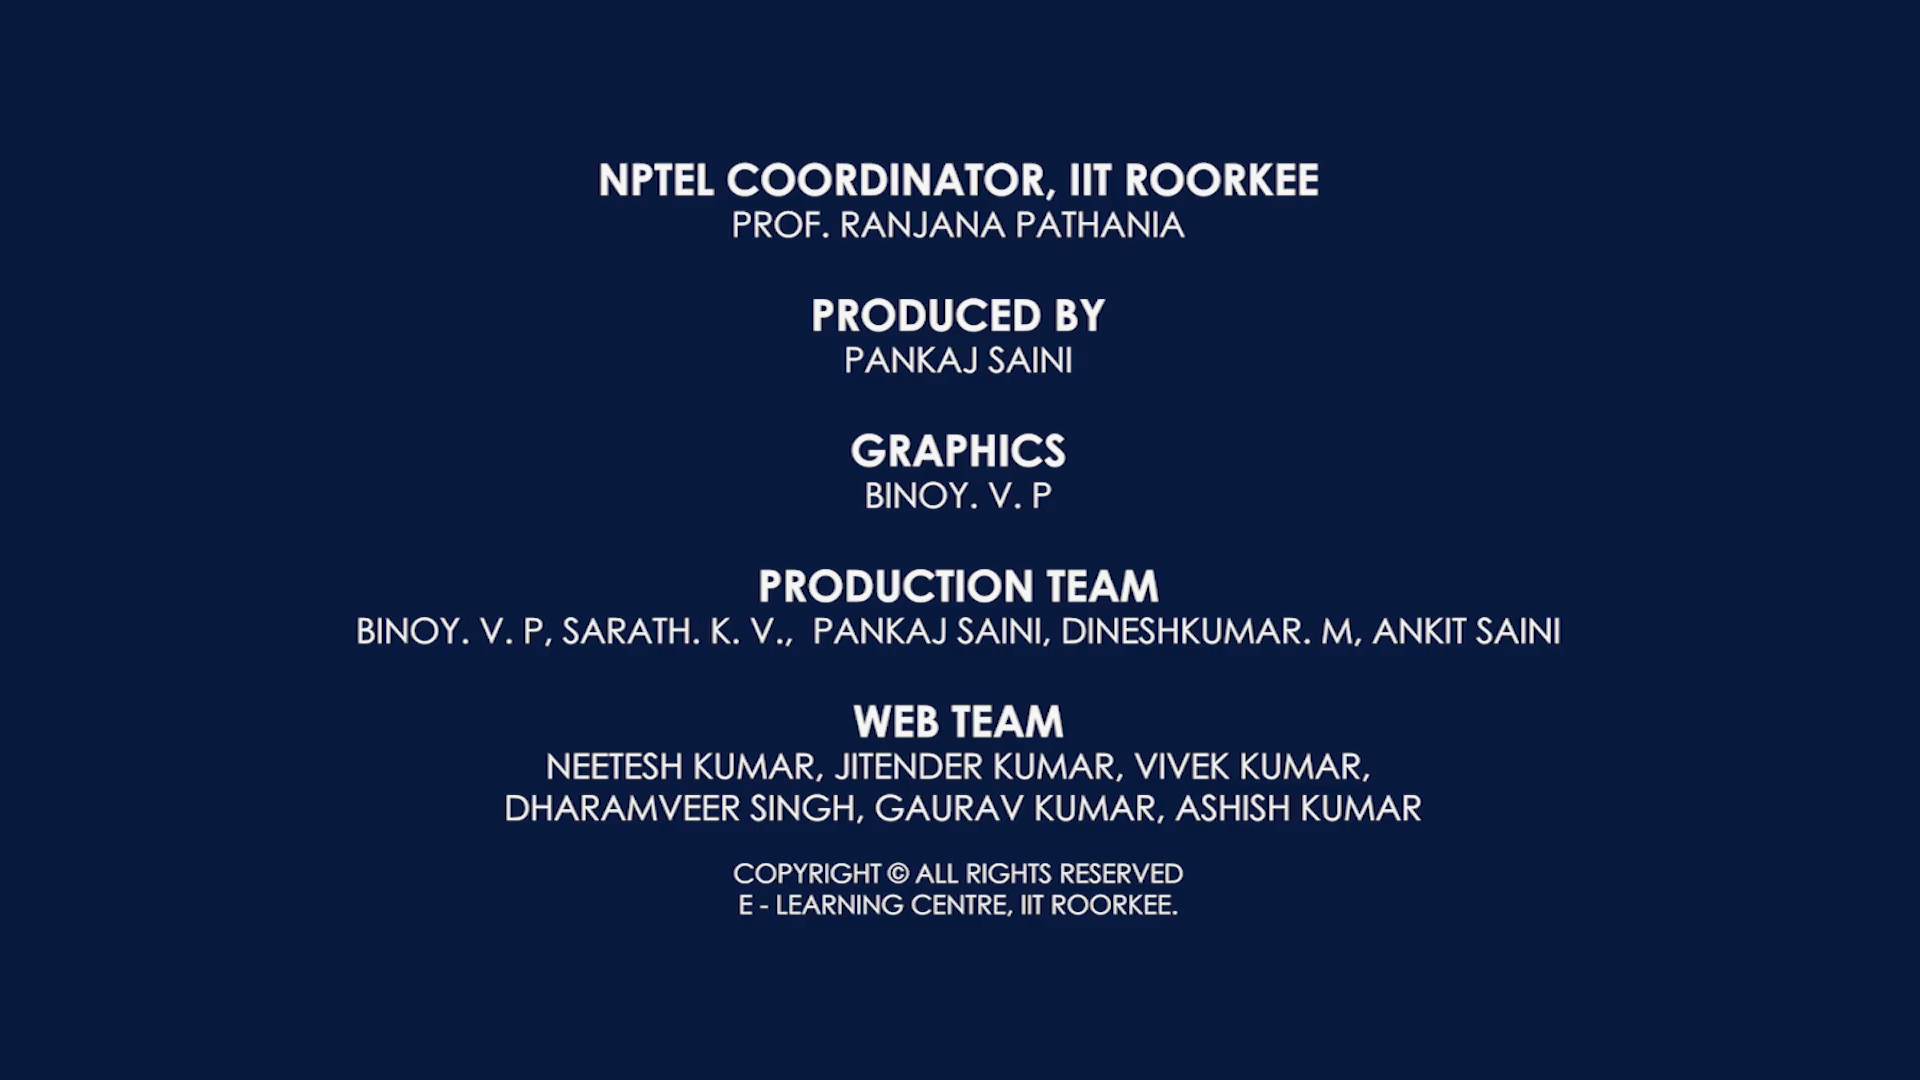 NPTEL COORDINATOR, IIT ROORKEE
PROF. RANJANA PATHANIA
PRODUCED BY
PANKAJ SAINI
GRAPHICS
BINOY. V. P
PRODUCTION TEAM
BINOY. V. P, SARATH. K. V.,  PANKAJ SAINI, DINESHKUMAR. M, ANKIT SAINI
WEB TEAM
NEETESH KUMAR, JITENDER KUMAR, VIVEK KUMAR,
DHARAMVEER SINGH, GAURAV KUMAR, ASHISH KUMAR
COPYRIGHT © ALL RIGHTS RESERVED
E - LEARNING CENTRE, IIT ROORKEE.